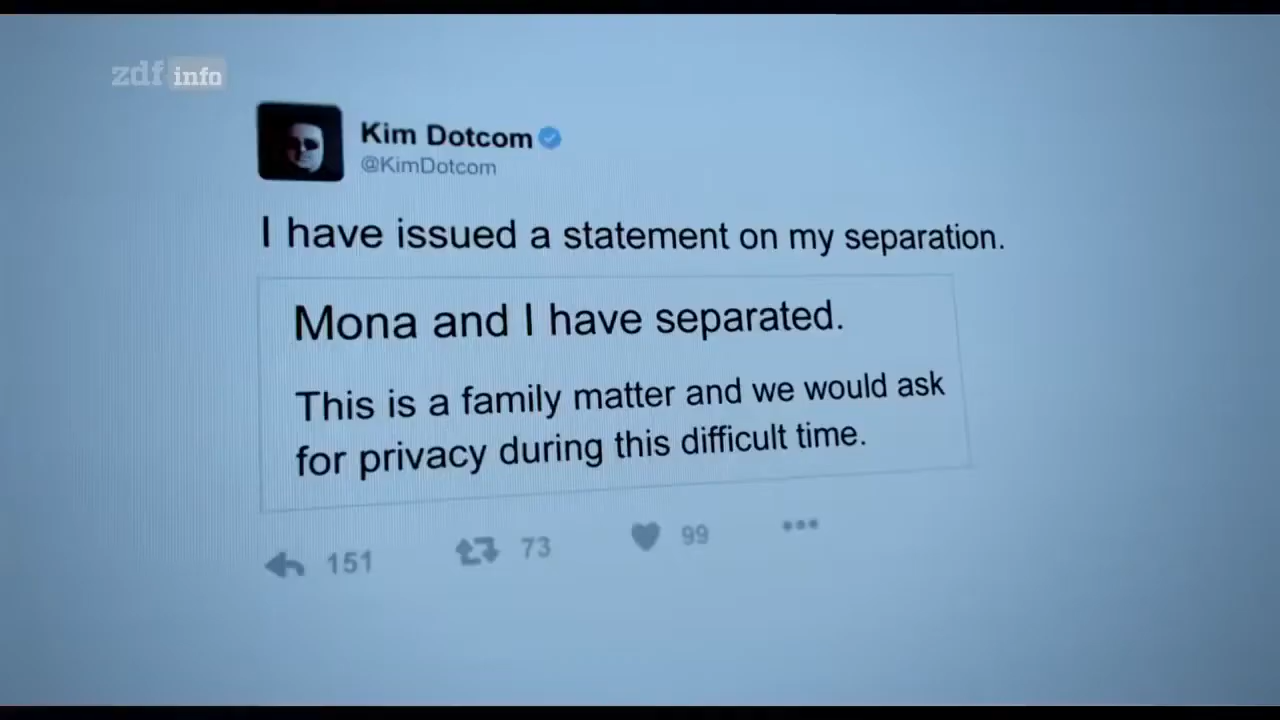 zdf info
Kim Dotcom
@KimDotcom
I have issued a statement on my separation.
Mona and I have separated.
This is a family matter and we would ask
for privacy during this difficult time.
151 73 99